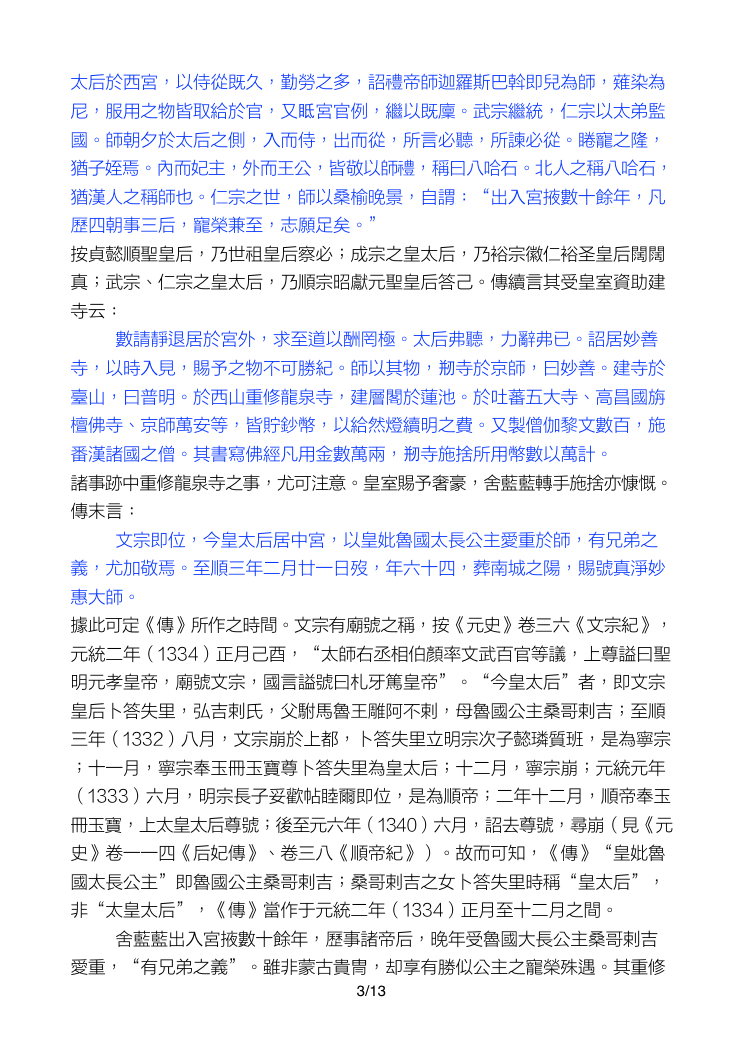 太后於西宮，以侍從既久，勤勞之多，詔禮帝師迦羅斯巴斡即兒為師，薙染為
尼，服用之物皆取給於官，又眡宮官例，繼以既廩。武宗繼統，仁宗以太弟監
國。師朝夕於太后之側，入而侍，出而從，所言必聽，所諫必從。睠寵之隆，
猶子姪焉。內而妃主，外而王公，皆敬以師禮，稱曰八哈石。北人之稱八哈石，
猶漢人之稱師也。仁宗之世，師以桑榆晚景，自謂：“出入宮掖數十餘年，凡
歷四朝事三后，寵榮兼至，志願足矣。”
按貞懿順聖皇后，乃世祖皇后察必；成宗之皇太后，乃裕宗徽仁裕圣皇后闊闊
真；武宗、仁宗之皇太后，乃順宗昭獻元聖皇后答己。傳續言其受皇室資助建
寺云：
數請靜退居於宮外，求至道以酬罔極。太后弗聽，力辭弗已。詔居妙善
寺，以時入見，賜予之物不可勝紀。師以其物，剏寺於京師，曰妙善。建寺於
臺山，曰普明。於西山重修龍泉寺，建層閣於蓮池。於吐蕃五大寺、高昌國旃
檀佛寺、京師萬安等，皆貯鈔幣，以給然燈續明之費。又製僧伽黎文數百，施
番漢諸國之僧。其書寫佛經凡用金數萬兩，剏寺施捨所用幣數以萬計。
諸事跡中重修龍泉寺之事，尤可注意。皇室賜予奢豪，舍藍藍轉手施捨亦慷慨。
傳末言：
文宗即位，今皇太后居中宮，以皇妣魯國太長公主愛重於師，有兄弟之
義，尤加敬焉。至順三年二月廿一日歿，年六十四，葬南城之陽，賜號真淨妙
惠大師。
據此可定《傳》所作之時間。文宗有廟號之稱，按《元史》卷三六《文宗紀》，
元統二年（1334）正月己酉，“太師右丞相伯顏率文武百官等議，上尊謚曰聖
明元孝皇帝，廟號文宗，國言謚號曰札牙篤皇帝”。“今皇太后”者，即文宗
皇后卜答失里，弘吉剌氏，父駙馬魯王雕阿不剌，母魯國公主桑哥剌吉；至順
三年（1332）八月，文宗崩於上都，卜答失里立明宗次子懿璘質班，是為寧宗
；十一月，寧宗奉玉冊玉寶尊卜答失里為皇太后；十二月，寧宗崩；元統元年
（1333）六月，明宗長子妥歡帖睦爾即位，是為順帝；二年十二月，順帝奉玉
冊玉寶，上太皇太后尊號；後至元六年（1340）六月，詔去尊號，尋崩（見《元
史》卷一一四《后妃傳》、卷三八《順帝紀》）。故而可知，《傳》“皇妣魯
國太長公主”即魯國公主桑哥剌吉；桑哥剌吉之女卜答失里時稱“皇太后”，
非“太皇太后”，《傳》當作于元統二年（1334）正月至十二月之間。
舍藍藍出入宮掖數十餘年，歷事諸帝后，晚年受魯國大長公主桑哥剌吉
愛重，“有兄弟之義”。雖非蒙古貴冑，却享有勝似公主之寵榮殊遇。其重修
3/13